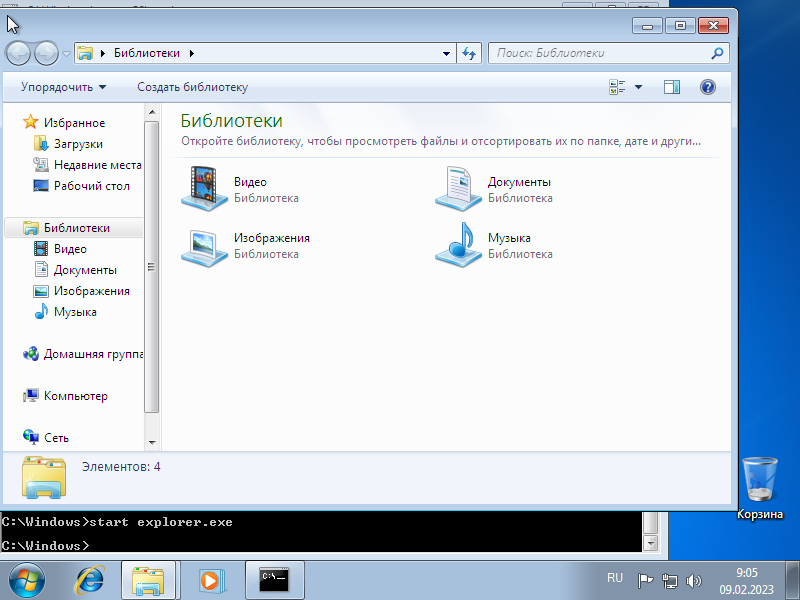 Библиотеки
Поиск: Библиотеки
Упорядочить
Создать библиотеку
Избранное
Загрузки
Недавние места
Рабочий стол
Библиотеки
Видео
Документы
Изображения
Музыка
Домашняя группа
Компьютер
Сеть
Библиотеки
Откройте библиотеку, чтобы просмотреть файлы и отсортировать их по папке, дате и други...
Видео
Библиотека
Документы
Библиотека
Изображения
Библиотека
Музыка
Библиотека
Элементов: 4
Корзина
C:\Windows>start explorer.exe
C:\Windows>
C:\_
RU
9:05
09.02.2023